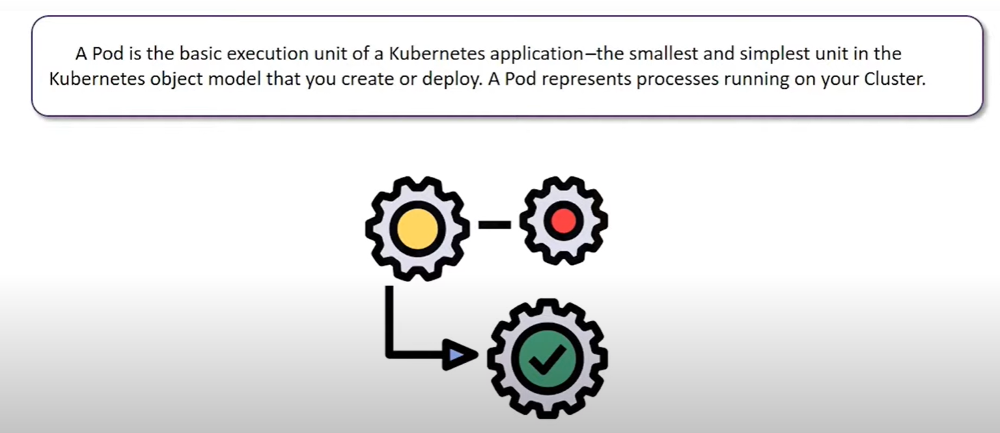 A Pod is the basic execution unit of a Kubernetes application–the smallest and simplest unit in the
Kubernetes object model that you create or deploy. A Pod represents processes running on your Cluster.